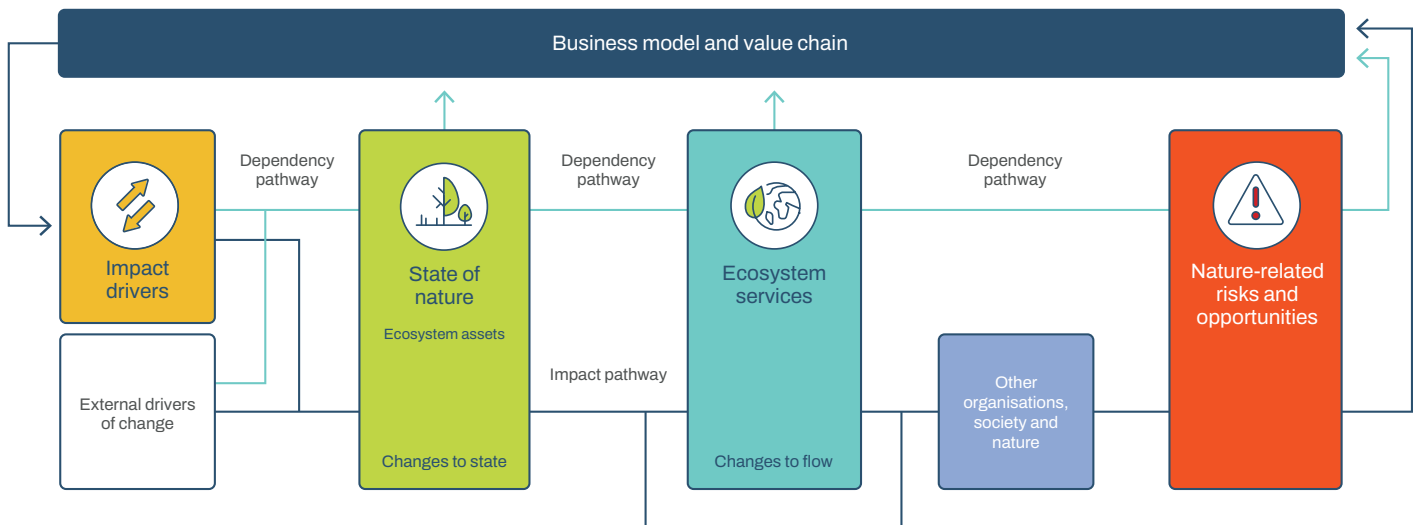 Business model and value chain
Impact
drivers
Dependency
pathway
State of
nature
Ecosystem assets
Changes to state
Dependency
pathway
Impact pathway
Ecosystem
services
Changes to flow
Dependency
pathway
Nature-related
risks and
opportunities
External drivers
of change
Other
organisations,
society and
nature